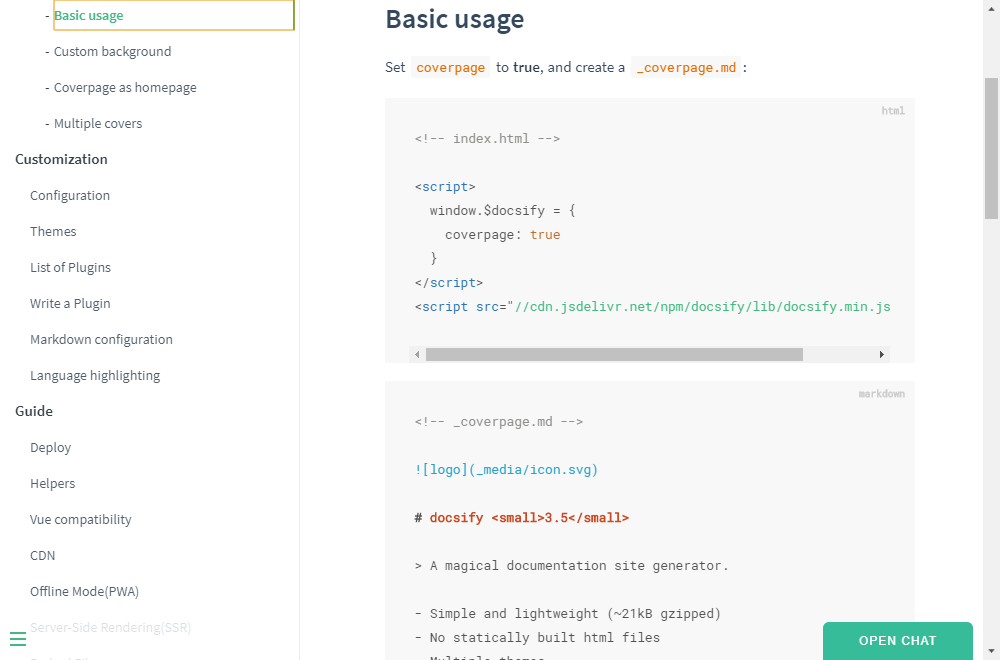 - Basic usage
- Custom background
- Coverpage as homepage
- Multiple covers
Customization
Configuration
Themes
List of Plugins
Write a Plugin
Markdown configuration
Language highlighting
Guide
Deploy
Helpers
Vue compatibility
CDN
Offline Mode(PWA)
Server-Side Rendering(SSR)
Basic usage
Set coverpage to true, and create a _coverpage.md :
html
<!-- index.html -->
<script>
window.$docsify = {
coverpage: true
}
</script>
<script src="//cdn.jsdelivr.net/npm/docsify/lib/docsify.min.js
markdown
<!-- _coverpage.md -->
![logo](_media/icon.svg)
# docsify <small>3.5</small>
> A magical documentation site generator.
- Simple and lightweight (~21kB gzipped)
- No statically built html files
- Multiple themes
OPEN CHAT